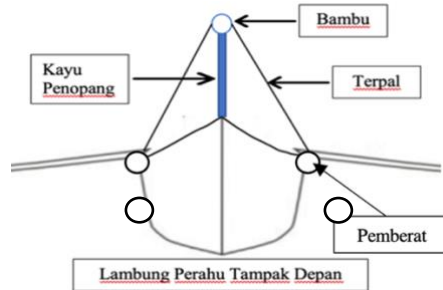 Bambu
Kayu
Penopang
Terpal
Pemberat
Lambung Perahu Tampak Depan